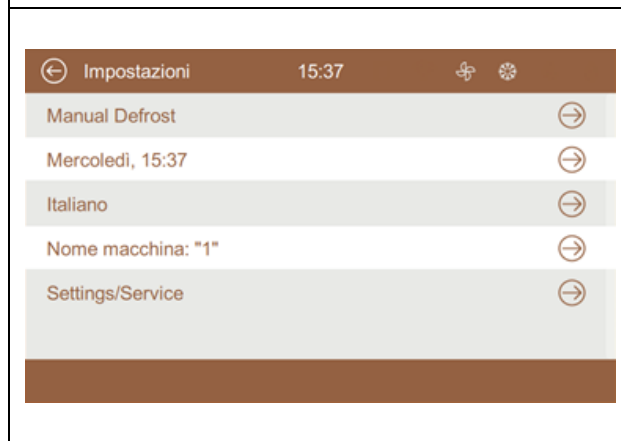 Impostazioni 15:37
Manual Defrost
Mercoledì, 15:37
Italiano
Nome macchina: "1"
Settings/Service